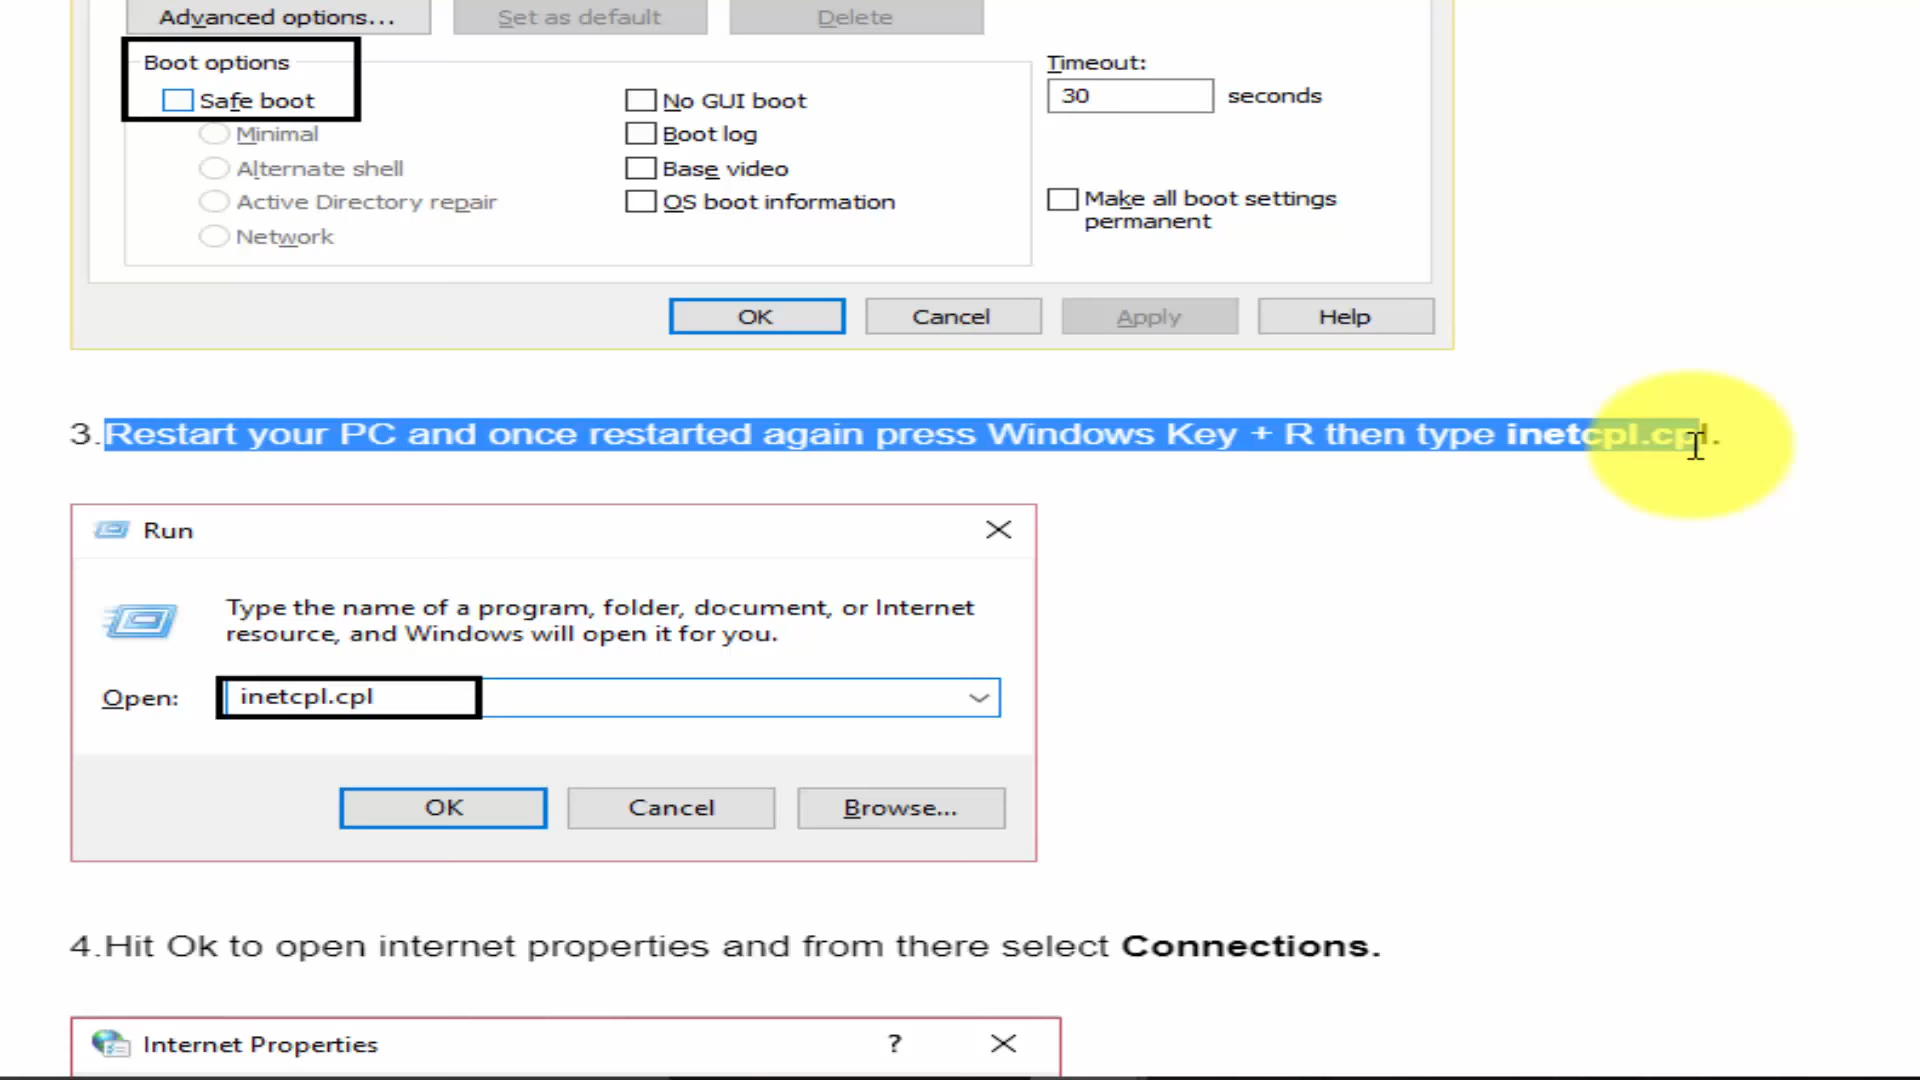 Advanced options...
Set as default
Delete
Boot options
Safe boot
Minimal
Alternate shell
Active Directory repair
Network
No GUI boot
Boot log
Base video
OS boot information
Timeout:
30 seconds
Make all boot settings
permanent
OK
Cancel
Apply
Help
3.Restart your PC and once restarted again press Windows Key + R then type inetcpl.cpl.
Run
Type the name of a program, folder, document, or Internet
resource, and Windows will open it for you.
Open: inetcpl.cpl
OK
Cancel
Browse...
4.Hit Ok to open internet properties and from there select Connections.
Internet Properties
?